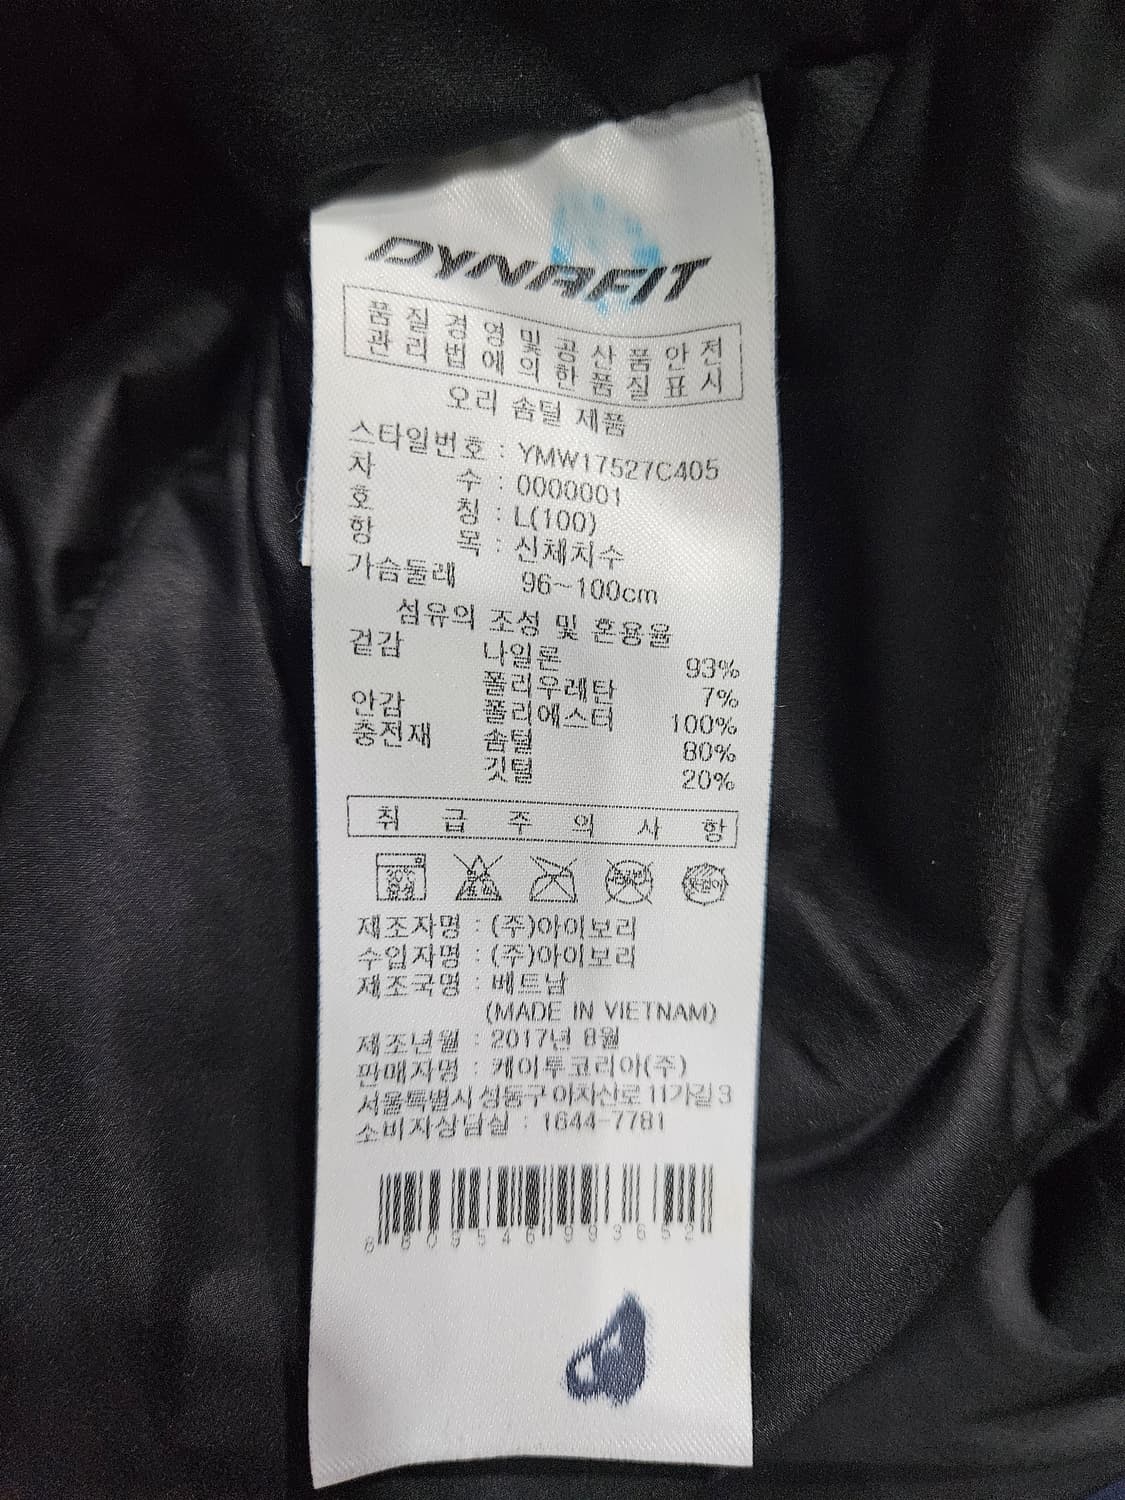 DYNAFIT
품질경영및공산품안전
관리법에의한품질표시
오리 솜털 제품
스타일번호 : YMW17527C405
차 수 : 0000001
호 칭 : L(100)
항 목 : 신체치수
가슴둘레 96~100cm
섬유의 조성 및 혼용율
겉감 나일론 93%
폴리우레탄 7%
안감 폴리에스터 100%
충전재 솜털 80%
깃털 20%
취급주의사항
30℃
제조자명 : (주)아이보리
수입자명 : (주)아이보리
제조국명 : 베트남
(MADE IN VIETNAM)
제조년월 : 2017년 8월
판매자명 : 케이투코리아(주)
서울특별시 성동구 아차산로 11가길 3
소비자상담실 : 1644-7781
8809546993652